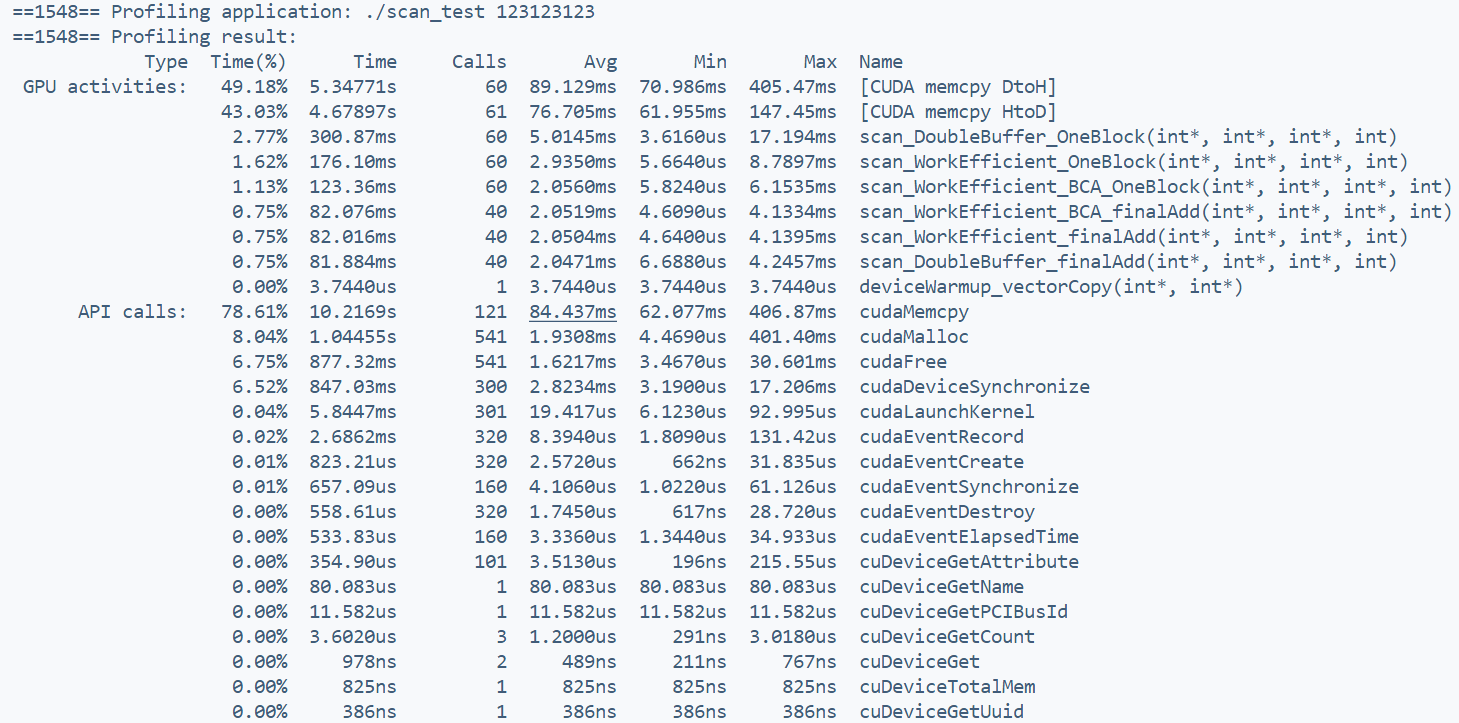 ==1548== Profiling application: ./scan_test 123123123
==1548== Profiling result:
Type Time(%) Time Calls Avg Min Max Name
GPU activities: 49.18% 5.34771s 60 89.129ms 70.986ms 405.47ms [CUDA memcpy DtoH]
43.03% 4.67897s 61 76.705ms 61.955ms 147.45ms [CUDA memcpy HtoD]
2.77% 300.87ms 60 5.0145ms 3.6160us 17.194ms scan_DoubleBuffer_OneBlock(int*, int*, int*, int)
1.62% 176.10ms 60 2.9350ms 5.6640us 8.7897ms scan_WorkEfficient_OneBlock(int*, int*, int*, int)
1.13% 123.36ms 60 2.0560ms 5.8240us 6.1535ms scan_WorkEfficient_BCA_OneBlock(int*, int*, int*, int)
0.75% 82.076ms 40 2.0519ms 4.6090us 4.1334ms scan_WorkEfficient_BCA_finalAdd(int*, int*, int*, int)
0.75% 82.016ms 40 2.0504ms 4.6400us 4.1395ms scan_WorkEfficient_finalAdd(int*, int*, int*, int)
0.75% 81.884ms 40 2.0471ms 6.6880us 4.2457ms scan_DoubleBuffer_finalAdd(int*, int*, int*, int)
0.00% 3.7440us 1 3.7440us 3.7440us 3.7440us deviceWarmup_vectorCopy(int*, int*)
API calls: 78.61% 10.2169s 121 84.437ms 62.077ms 406.87ms cudaMemcpy
8.04% 1.04455s 541 1.9308ms 4.4690us 401.40ms cudaMalloc
6.75% 877.32ms 541 1.6217ms 3.4670us 30.601ms cudaFree
6.52% 847.03ms 300 2.8234ms 3.1900us 17.206ms cudaDeviceSynchronize
0.04% 5.8447ms 301 19.417us 6.1230us 92.995us cudaLaunchKernel
0.02% 2.6862ms 320 8.3940us 1.8090us 131.42us cudaEventRecord
0.01% 823.21us 320 2.5720us 662ns 31.835us cudaEventCreate
0.01% 657.09us 160 4.1060us 1.0220us 61.126us cudaEventSynchronize
0.00% 558.61us 320 1.7450us 617ns 28.720us cudaEventDestroy
0.00% 533.83us 160 3.3360us 1.3440us 34.933us cudaEventElapsedTime
0.00% 354.90us 101 3.5130us 196ns 215.55us cuDeviceGetAttribute
0.00% 80.083us 1 80.083us 80.083us 80.083us cuDeviceGetName
0.00% 11.582us 1 11.582us 11.582us 11.582us cuDeviceGetPCIBusId
0.00% 3.6020us 3 1.2000us 291ns 3.0180us cuDeviceGetCount
0.00% 978ns 2 489ns 211ns 767ns cuDeviceGet
0.00% 825ns 1 825ns 825ns 825ns cuDeviceTotalMem
0.00% 386ns 1 386ns 386ns 386ns cuDeviceGetUuid